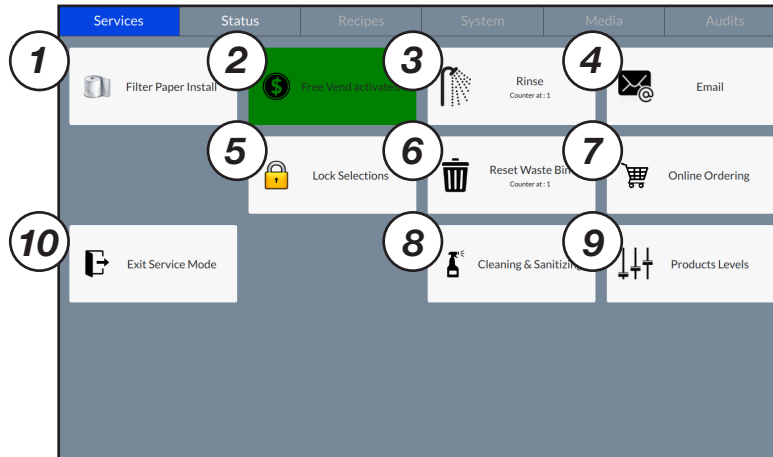 Services Status Recipes System Media Audits
1 Filter Paper Install
2 Free Vend activated
3 Rinse
Counter at : 1
4 Email
5 Lock Selections
6 Reset Waste Bin
Counter at : 1
7 Online Ordering
10 Exit Service Mode
8 Cleaning & Sanitizing
9 Products Levels